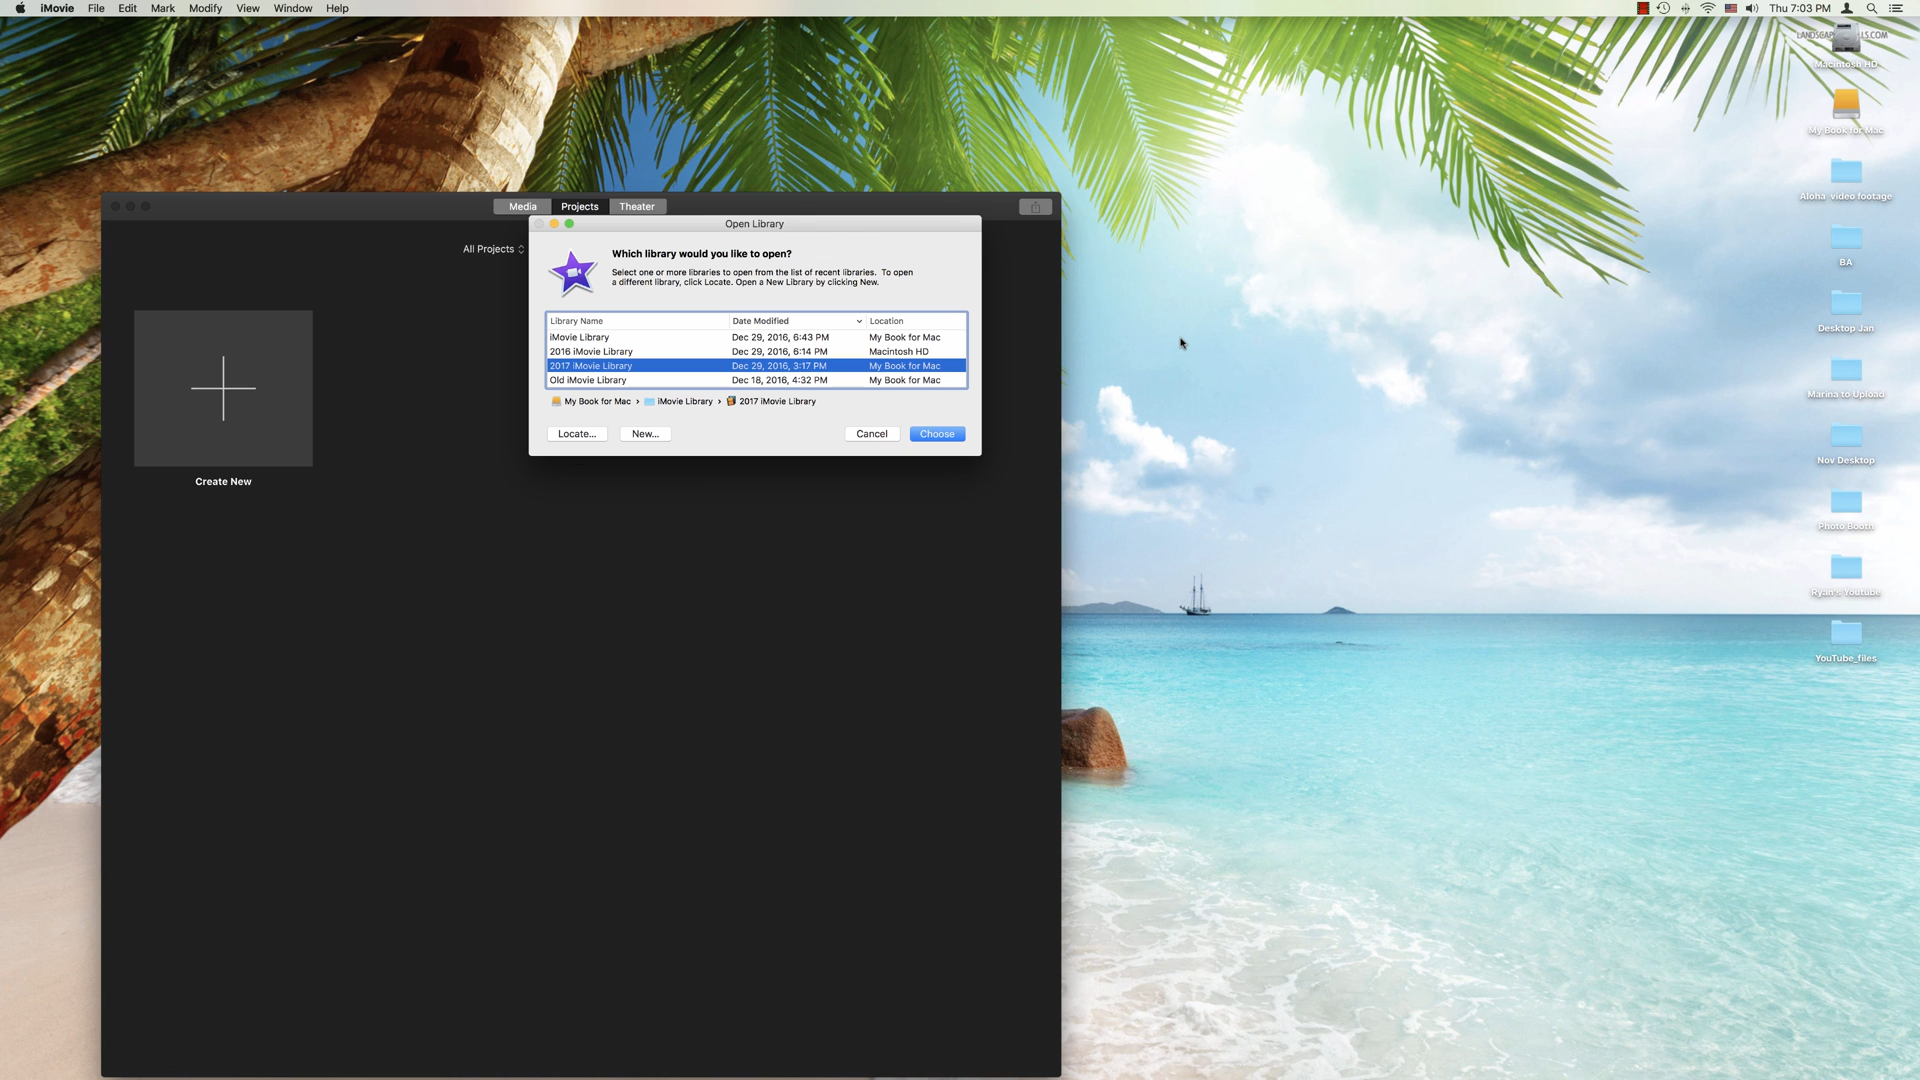 iMovie File Edit Mark Modify View Window Help
Thu 7:03 PM
Macintosh HD
My Book for Mac
Aloha_video footage
BA
Desktop Jan
Marina to Upload
Nov Desktop
Photo Booth
Ryan's Youtube
YouTube_files
Media Projects Theater
All Projects
Create New
Open Library
Which library would you like to open?
Select one or more libraries to open from the list of recent libraries. To open
a different library, click Locate. Open a New Library by clicking New.
Library Name Date Modified Location
iMovie Library Dec 29, 2016, 6:43 PM My Book for Mac
2016 iMovie Library Dec 29, 2016, 6:14 PM Macintosh HD
2017 iMovie Library Dec 29, 2016, 3:17 PM My Book for Mac
Old iMovie Library Dec 18, 2016, 4:32 PM My Book for Mac
My Book for Mac › iMovie Library › 2017 iMovie Library
Locate... New... Cancel Choose